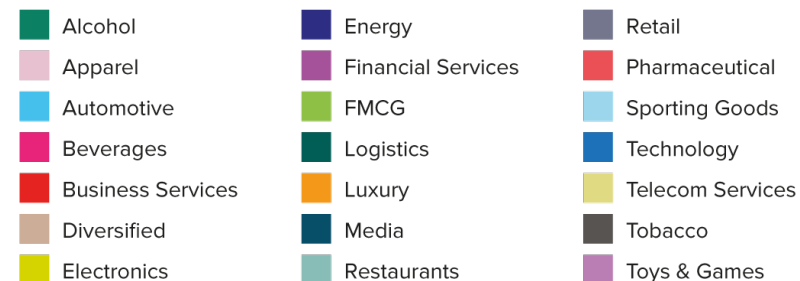 Alcohol
Apparel
Automotive
Beverages
Business Services
Diversified
Electronics
Energy
Financial Services
FMCG
Logistics
Luxury
Media
Restaurants
Retail
Pharmaceutical
Sporting Goods
Technology
Telecom Services
Tobacco
Toys & Games